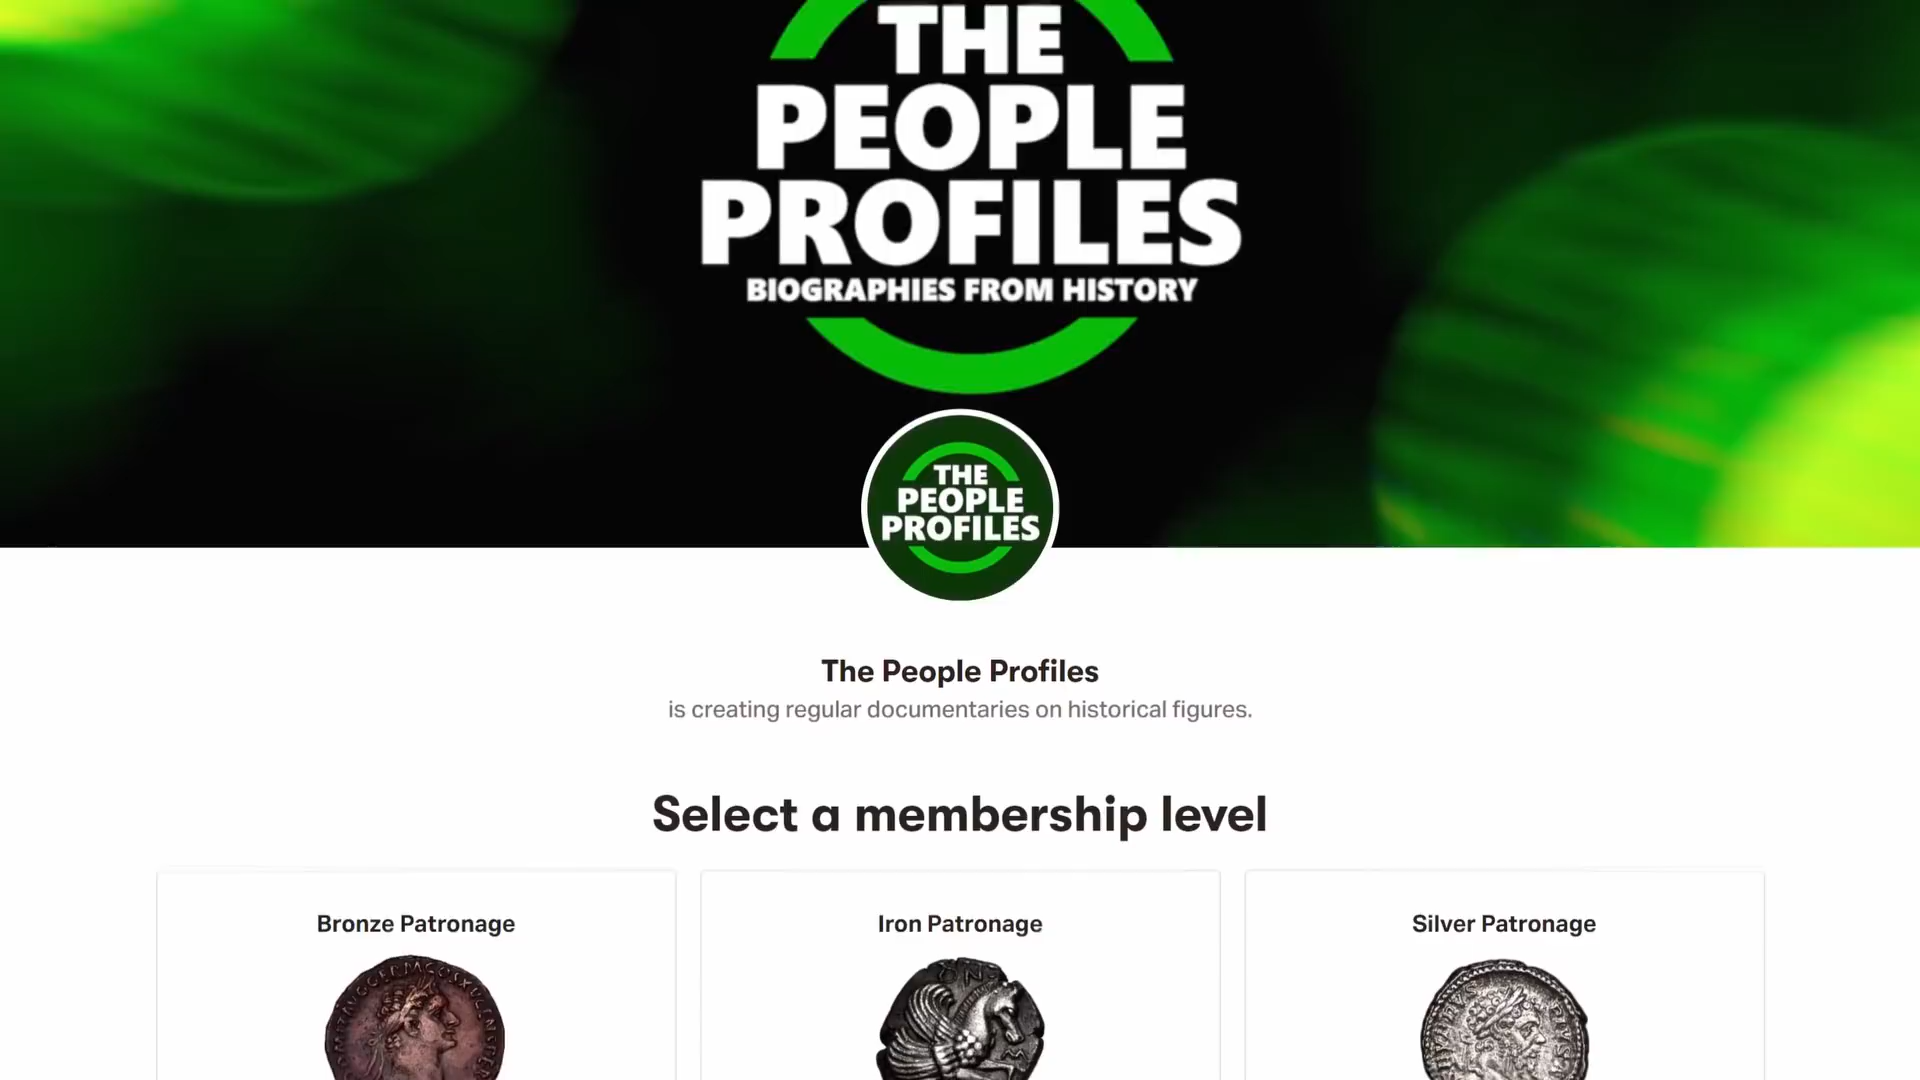 THE
PEOPLE
PROFILES
BIOGRAPHIES FROM HISTORY
THE
PEOPLE
PROFILES
The People Profiles
is creating regular documentaries on historical figures.
Select a membership level
Bronze Patronage
Iron Patronage
Silver Patronage